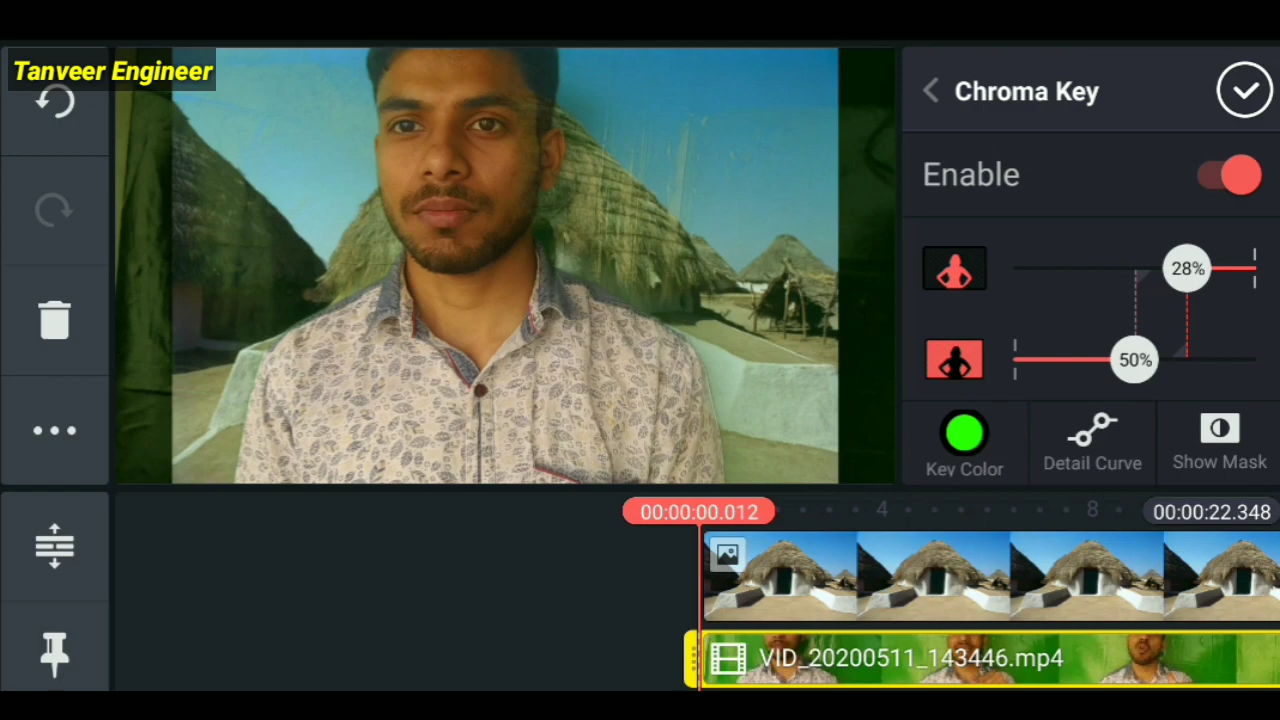 Tanveer Engineer
Chroma Key
Enable
28%
50%
Key Color
Detail Curve
Show Mask
00:00:00.012
4
8
00:00:22.348
VID_20200511_143446.mp4